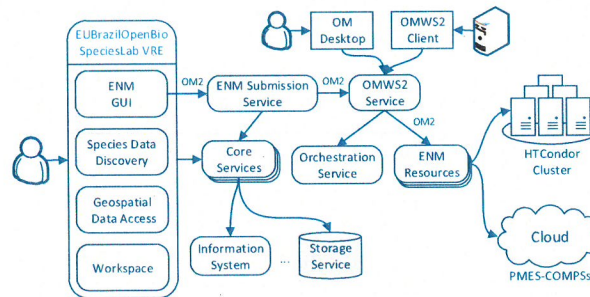 EUBrazilOpenBio
SpeciesLab VRE
OM
Desktop
OMWS2
Client
ENM
GUI
OM2
ENM Submission
Service
OM2
OMWS2
Service
OM2
Species Data
Discovery
Core
Services
Orchestration
Service
ENM
Resources
HTCondor
Cluster
Geospatial
Data Access
Workspace
Information
System
...
Storage
Service
Cloud
PMES-COMPSs